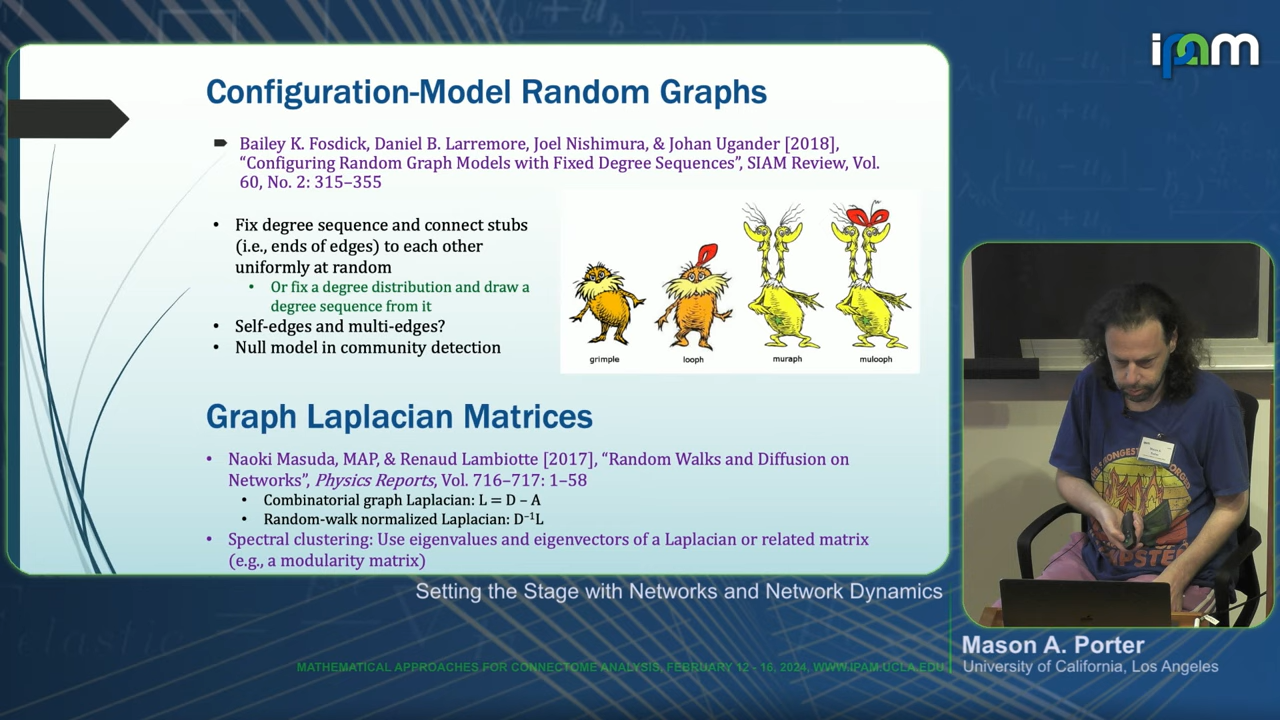 ipam
Configuration-Model Random Graphs
Bailey K. Fosdick, Daniel B. Larremore, Joel Nishimura, & Johan Ugander [2018],
“Configuring Random Graph Models with Fixed Degree Sequences”, SIAM Review, Vol.
60, No. 2: 315–355
• Fix degree sequence and connect stubs
(i.e., ends of edges) to each other
uniformly at random
• Or fix a degree distribution and draw a
degree sequence from it
• Self-edges and multi-edges?
• Null model in community detection
grimple looph muraph mulooph
Graph Laplacian Matrices
• Naoki Masuda, MAP, & Renaud Lambiotte [2017], “Random Walks and Diffusion on
Networks”, Physics Reports, Vol. 716–717: 1–58
• Combinatorial graph Laplacian: L = D – A
• Random-walk normalized Laplacian: D⁻¹L
• Spectral clustering: Use eigenvalues and eigenvectors of a Laplacian or related matrix
(e.g., a modularity matrix)
Setting the Stage with Networks and Network Dynamics
Mason A. Porter
University of California, Los Angeles
MATHEMATICAL APPROACHES FOR CONNECTOME ANALYSIS, FEBRUARY 12 - 16, 2024, WWW.IPAM.UCLA.EDU